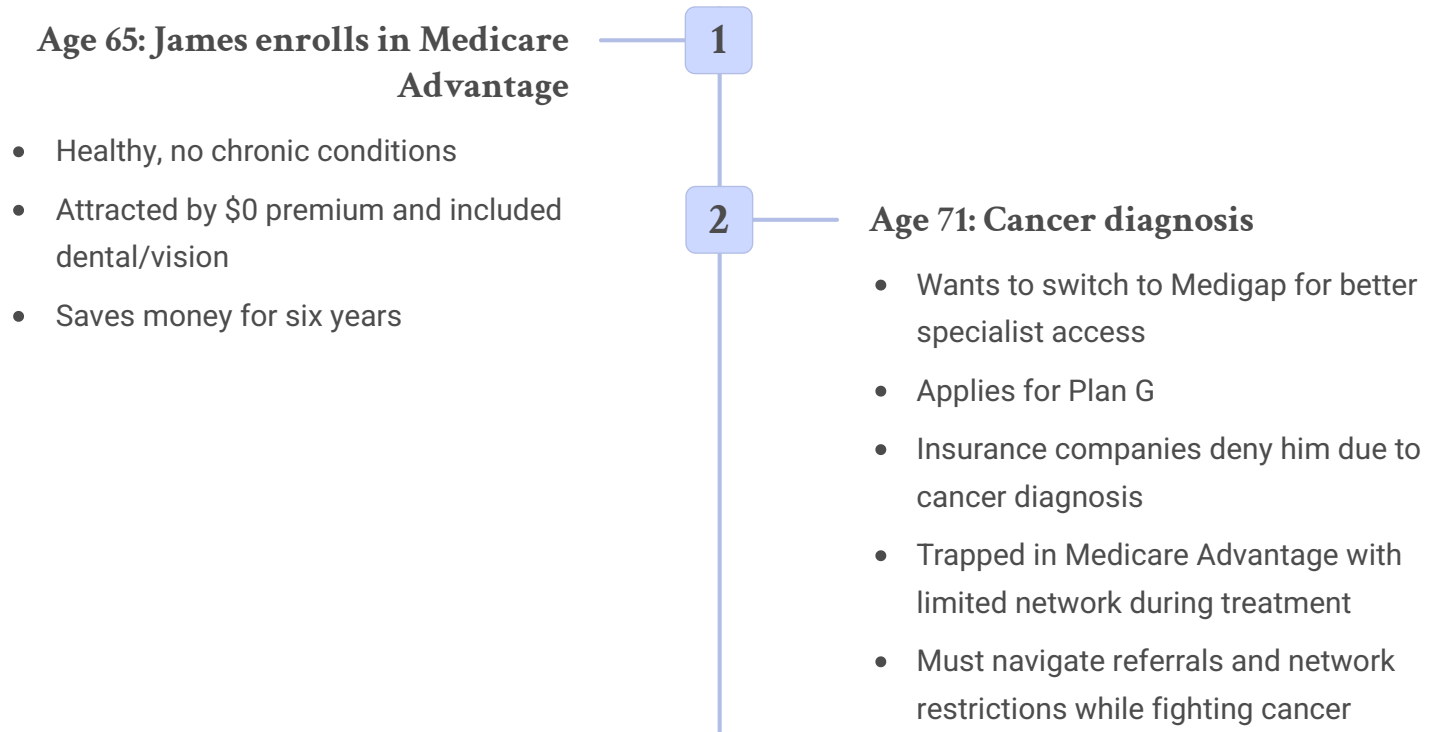 Age 65: James enrolls in Medicare
Advantage
1
• Healthy, no chronic conditions
• Attracted by $0 premium and included
dental/vision
• Saves money for six years
2
Age 71: Cancer diagnosis
• Wants to switch to Medigap for better
specialist access
• Applies for Plan G
• Insurance companies deny him due to
cancer diagnosis
• Trapped in Medicare Advantage with
limited network during treatment
• Must navigate referrals and network
restrictions while fighting cancer